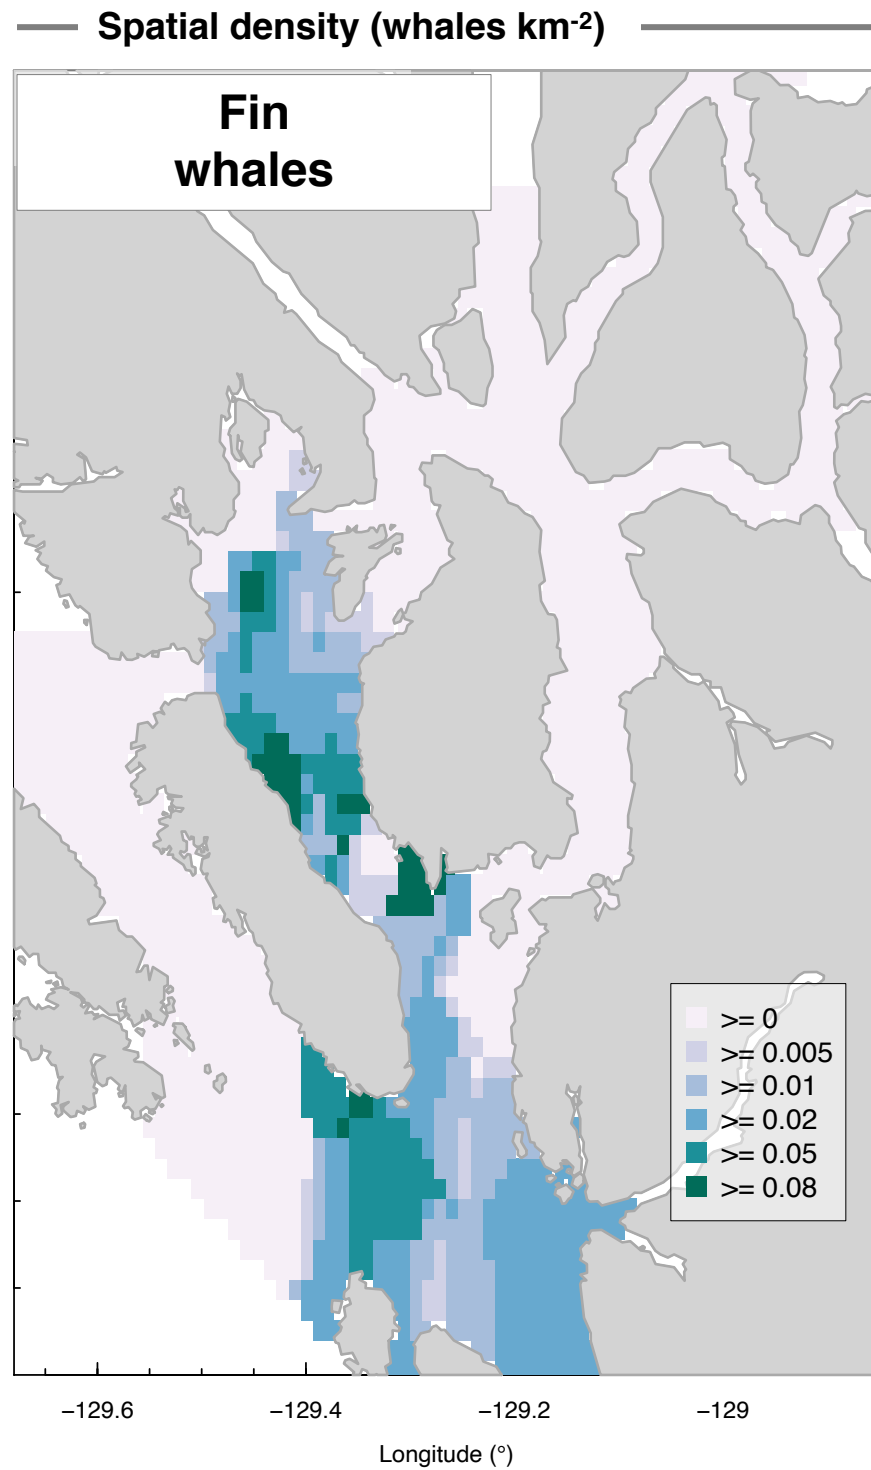 Spatial density (whales km-2)
Fin
whales
>= 0
>= 0.005
>= 0.01
>= 0.02
>= 0.05
>= 0.08
−129.6 −129.4 −129.2 −129
Longitude (°)